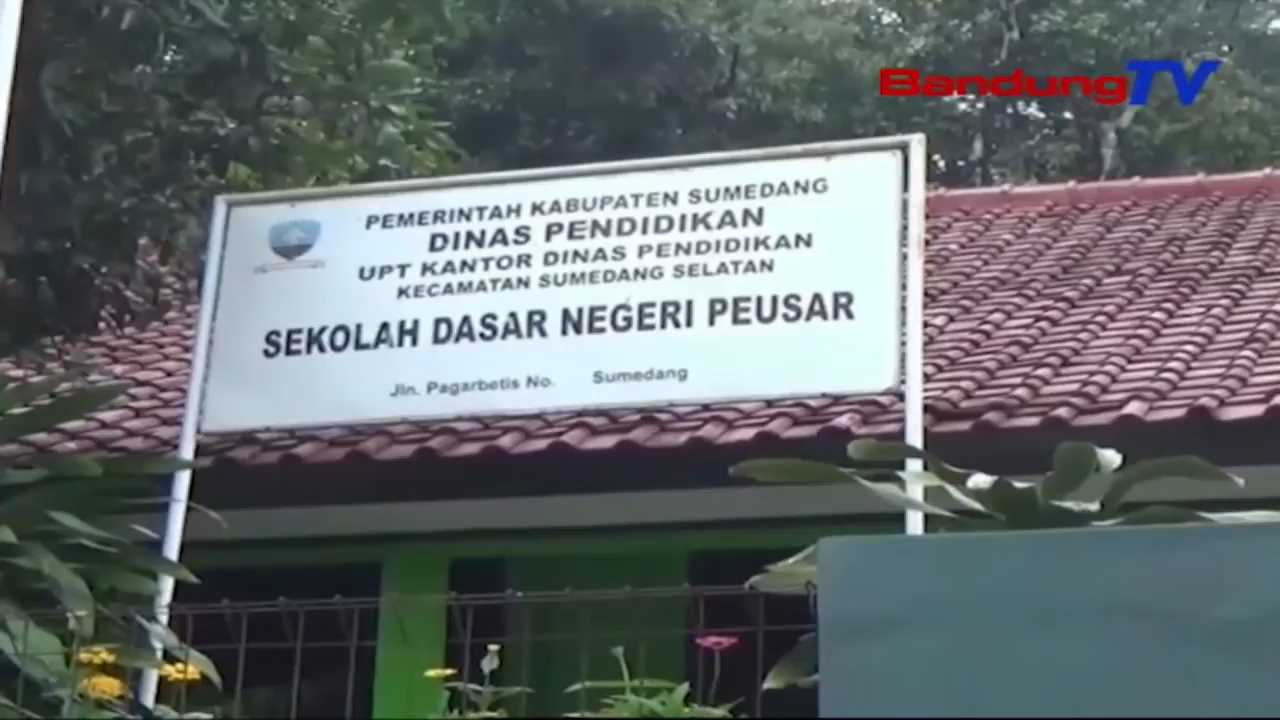 BandungTV
PEMERINTAH KABUPATEN SUMEDANG
DINAS PENDIDIKAN
UPT KANTOR DINAS PENDIDIKAN
KECAMATAN SUMEDANG SELATAN
SEKOLAH DASAR NEGERI PEUSAR
Jln. Pagarbetis No. Sumedang